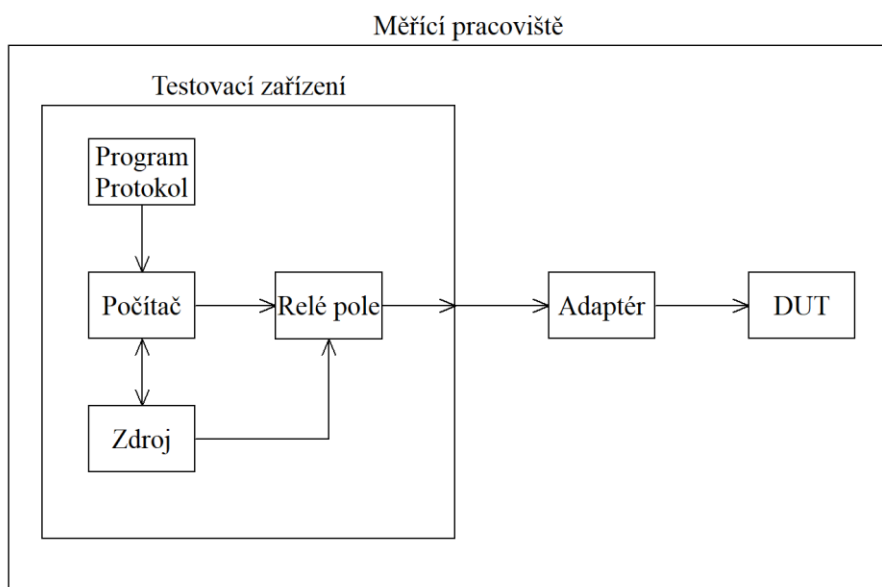 Měřící pracoviště
Testovací zařízení
Program
Protokol
Počítač
Relé pole
Adaptér
DUT
Zdroj